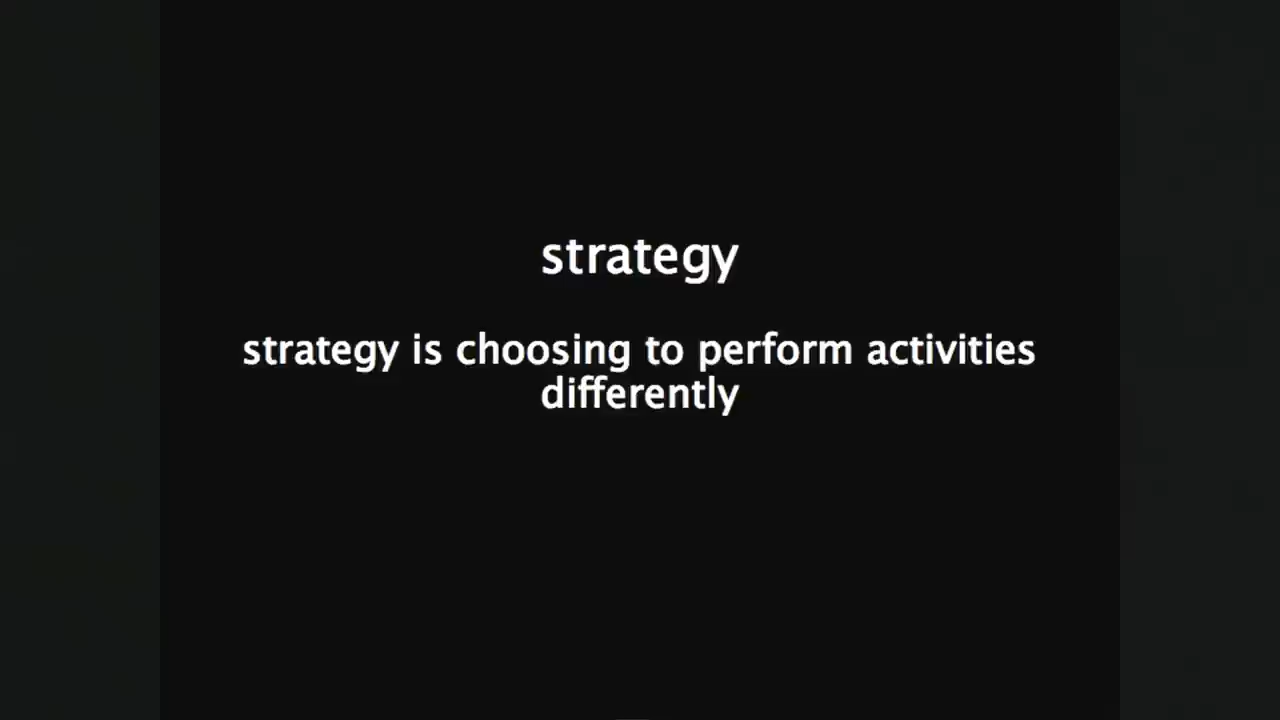 strategy
strategy is choosing to perform activities
differently